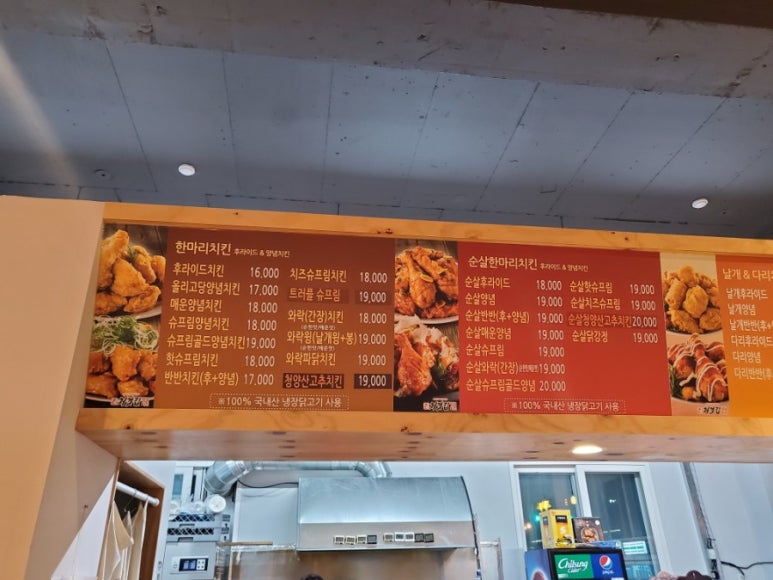 한마리치킨 후라이드 & 양념치킨
후라이드치킨 16,000
올리고당양념치킨 17,000
매운양념치킨 18,000
슈프림양념치킨 18,000
슈프림골드양념치킨 19,000
핫슈프림치킨 18,000
반반치킨(후+양념) 17,000
치즈슈프림치킨 18,000
트러플 슈프림 19,000
와락(간장)치킨 18,000
와락윙(날개윙+봉) 19,000
와락파닭치킨 19,000
청양산고추치킨 19,000
※100% 국내산 냉장닭고기 사용
순살한마리치킨 후라이드 & 양념치킨
순살후라이드 18,000
순살양념 19,000
순살반반(후+양념) 19,000
순살매운양념 19,000
순살슈프림 19,000
순살와락(간장) 19,000
순살슈프림골드양념 20,000
순살핫슈프림 19,000
순살치즈슈프림 19,000
순살청양산고추치킨 20,000
순살닭강정 19,000
※100% 국내산 냉장닭고기 사용
날개 & 다리
날개후라이드
날개양념
날개반반(후+
다리후라이드
다리양념
다리반반(후+
Chilsung
Cider
pepsi